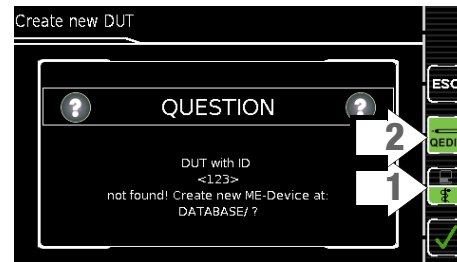 Create new DUT
ESC
QUESTION
2
QEDI
DUT with ID
<123>
not found! Create new ME-Device at:
DATABASE/ ?
1